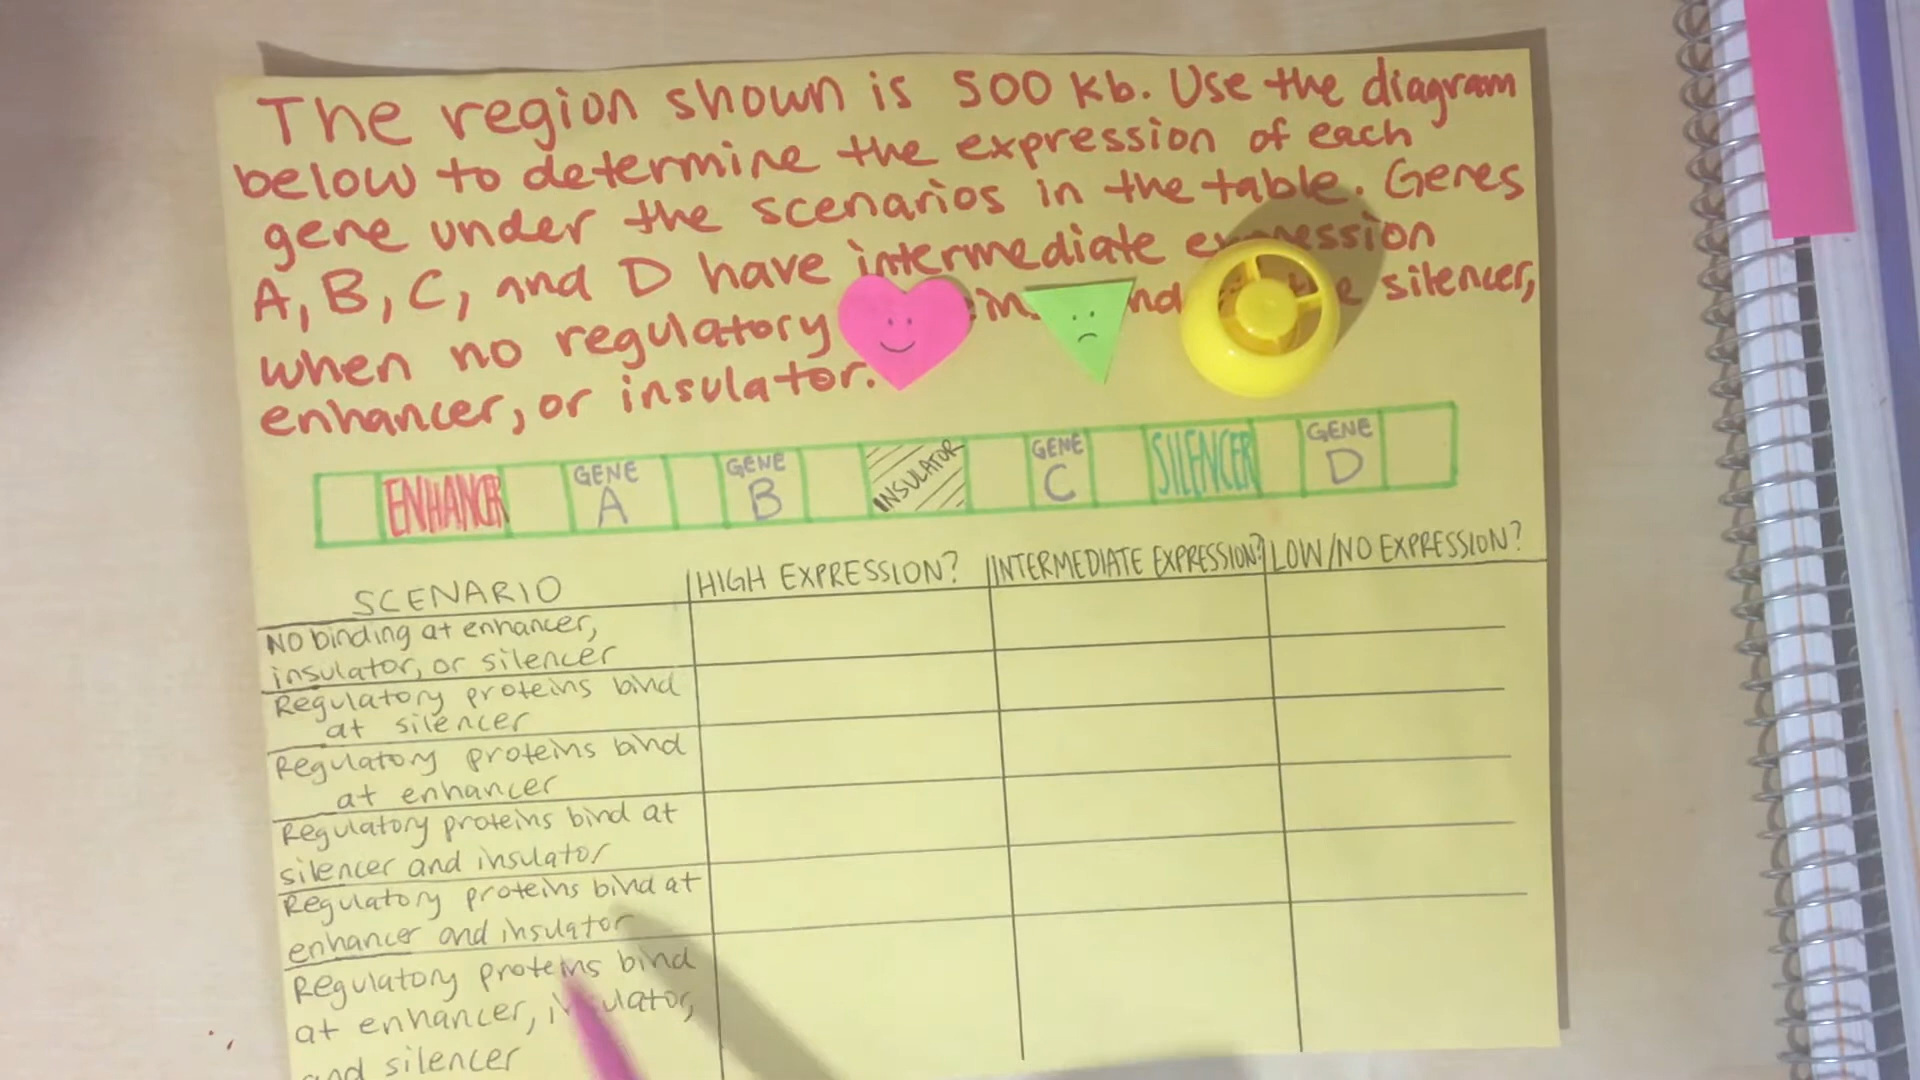 The region shown is 500 kb. Use the diagram
below to determine the expression of each
gene under the scenarios in the table. Genes
A, B, C, and D have intermediate expression
when no regulatory silencer,
enhancer, or insulator.
ENHANCER
GENE A
GENE B
INSULATOR
GENE C
SILENCER
GENE D
SCENARIO HIGH EXPRESSION? INTERMEDIATE EXPRESSION? LOW/NO EXPRESSION?
NO binding at enhancer,
insulator, or silencer
Regulatory proteins bind
at silencer
Regulatory proteins bind
at enhancer
Regulatory proteins bind at
silencer and insulator
Regulatory proteins bind at
enhancer and insulator
Regulatory proteins bind
at enhancer, insulator,
and silencer